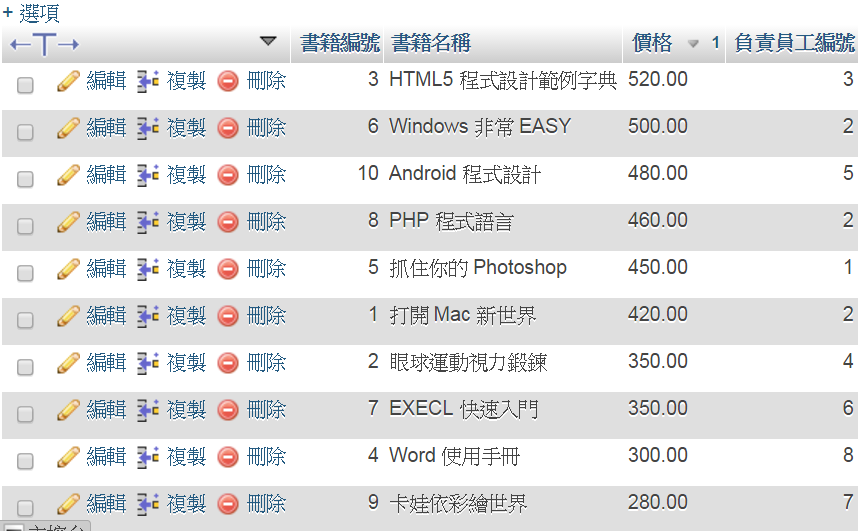 + 選項
←T→ 書籍編號 書籍名稱 價格 1 負責員工編號
編輯 複製 刪除 3 HTML5 程式設計範例字典 520.00 3
編輯 複製 刪除 6 Windows 非常 EASY 500.00 2
編輯 複製 刪除 10 Android 程式設計 480.00 5
編輯 複製 刪除 8 PHP 程式語言 460.00 2
編輯 複製 刪除 5 抓住你的 Photoshop 450.00 1
編輯 複製 刪除 1 打開 Mac 新世界 420.00 2
編輯 複製 刪除 2 眼球運動視力鍛鍊 350.00 4
編輯 複製 刪除 7 EXECL 快速入門 350.00 6
編輯 複製 刪除 4 Word 使用手冊 300.00 8
編輯 複製 刪除 9 卡娃依彩繪世界 280.00 7